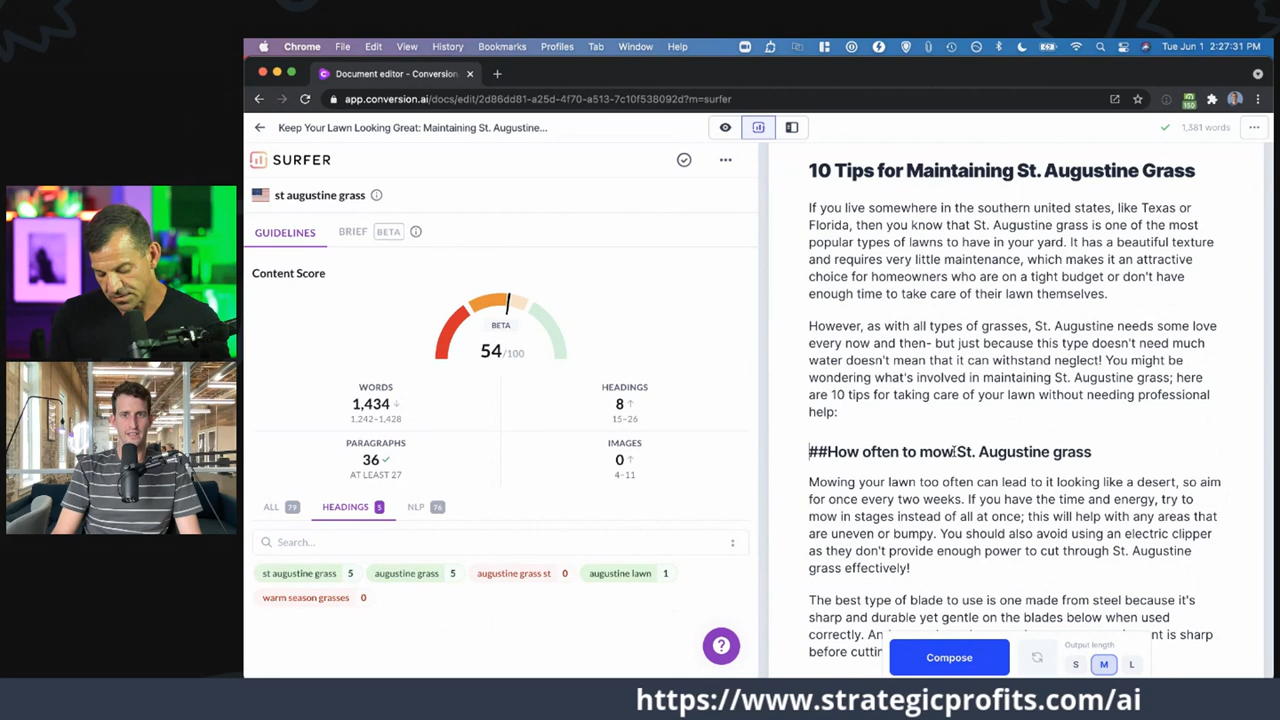 Chrome File Edit View History Bookmarks Profiles Tab Window Help
Tue Jun 1 2:27:31 PM
Document editor - Conversion.
app.conversion.ai/docs/edit/2d86dd81-a25d-4f70-a513-7c10f538092d?m=surfer
150
Keep Your Lawn Looking Great: Maintaining St. Augustine...
1,381 words
SURFER
st augustine grass
GUIDELINES
BRIEF BETA
Content Score
BETA
54/100
WORDS
1,434
1,242–1,428
HEADINGS
8
15–26
PARAGRAPHS
36
AT LEAST 27
IMAGES
0
4–11
ALL 79 HEADINGS 5 NLP 76
Search...
st augustine grass 5 augustine grass 5 augustine grass st 0 augustine lawn 1
warm season grasses 0
10 Tips for Maintaining St. Augustine Grass
If you live somewhere in the southern united states, like Texas or
Florida, then you know that St. Augustine grass is one of the most
popular types of lawns to have in your yard. It has a beautiful texture
and requires very little maintenance, which makes it an attractive
choice for homeowners who are on a tight budget or don't have
enough time to take care of their lawn themselves.
However, as with all types of grasses, St. Augustine needs some love
every now and then- but just because this type doesn't need much
water doesn't mean that it can withstand neglect! You might be
wondering what's involved in maintaining St. Augustine grass; here
are 10 tips for taking care of your lawn without needing professional
help:
##How often to mow St. Augustine grass
Mowing your lawn too often can lead to it looking like a desert, so aim
for once every two weeks. If you have the time and energy, try to
mow in stages instead of all at once; this will help with any areas that
are uneven or bumpy. You should also avoid using an electric clipper
as they don't provide enough power to cut through St. Augustine
grass effectively!
The best type of blade to use is one made from steel because it's
sharp and durable yet gentle on the blades below when used
correctly.
is sharp
before
Compose
Output length
S M L
https://www.strategicprofits.com/ai